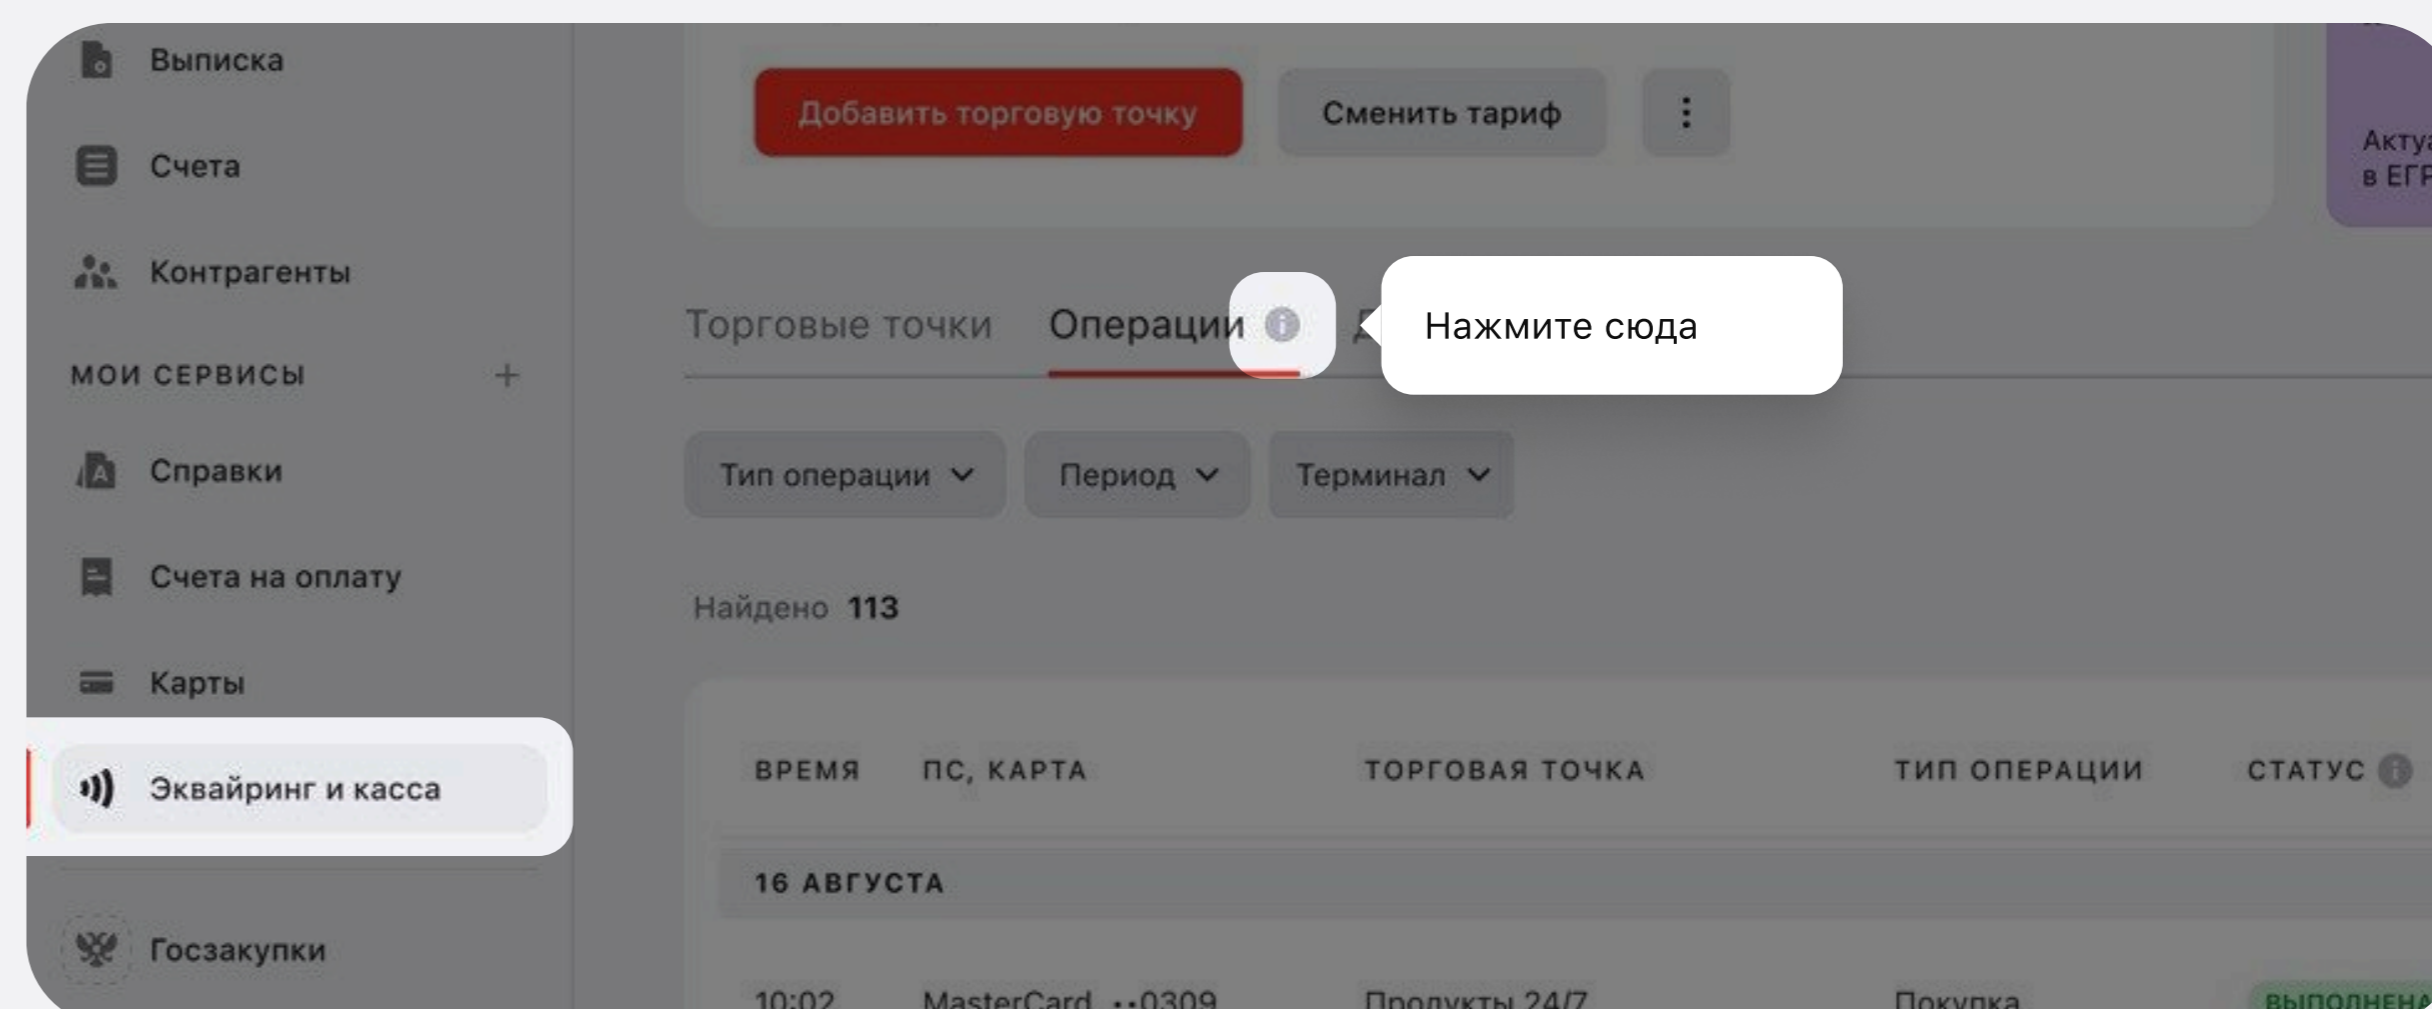 Выписка
Счета
Контрагенты
МОИ СЕРВИСЫ
Справки
Счета на оплату
Карты
Эквайринг и касса
Госзакупки
Добавить торговую точку
Сменить тариф
в ЕГР
Торговые точки
Операции
Нажмите сюда
Тип операции
Период
Терминал
Найдено 113
ВРЕМЯ ПС, КАРТА ТОРГОВАЯ ТОЧКА ТИП ОПЕРАЦИИ СТАТУС
16 АВГУСТА
10:02 MasterCard ••0309 Продукты 24/7 Покупка ВЫПОЛНЕНА